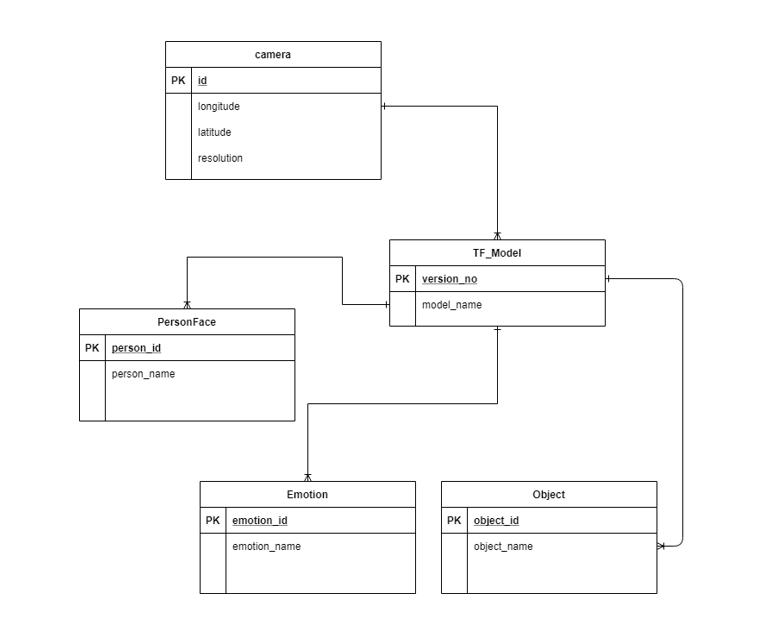 camera
PK id
longitude
latitude
resolution
TF_Model
PK version_no
model_name
PersonFace
PK person_id
person_name
Emotion
PK emotion_id
emotion_name
Object
PK object_id
object_name